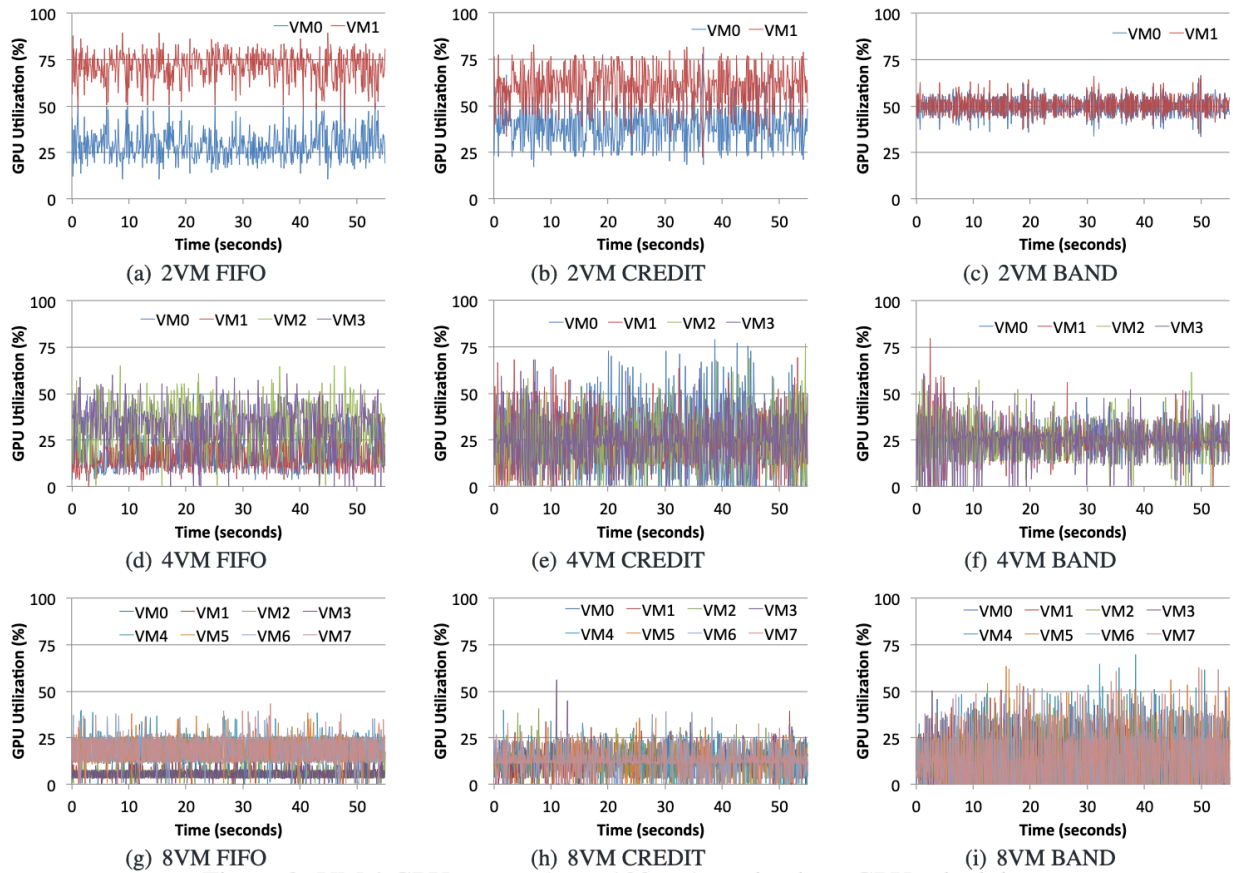 100
75
50
25
0
GPU Utilization (%)
VM0 VM1
0 10 20 30 40 50
Time (seconds)
(a) 2VM FIFO
100
75
50
25
0
GPU Utilization (%)
VM0 VM1
0 10 20 30 40 50
Time (seconds)
(b) 2VM CREDIT
100
75
50
25
0
GPU Utilization (%)
VM0 VM1
0 10 20 30 40 50
Time (seconds)
(c) 2VM BAND
100
75
50
25
0
GPU Utilization (%)
VM0 VM1 VM2 VM3
0 10 20 30 40 50
Time (seconds)
(d) 4VM FIFO
100
75
50
25
0
GPU Utilization (%)
VM0 VM1 VM2 VM3
0 10 20 30 40 50
Time (seconds)
(e) 4VM CREDIT
100
75
50
25
0
GPU Utilization (%)
VM0 VM1 VM2 VM3
0 10 20 30 40 50
Time (seconds)
(f) 4VM BAND
100
75
50
25
0
GPU Utilization (%)
VM0 VM1 VM2 VM3
VM4 VM5 VM6 VM7
0 10 20 30 40 50
Time (seconds)
(g) 8VM FIFO
100
75
50
25
0
GPU Utilization (%)
VM0 VM1 VM2 VM3
VM4 VM5 VM6 VM7
0 10 20 30 40 50
Time (seconds)
(h) 8VM CREDIT
100
75
50
25
0
GPU Utilization (%)
VM0 VM1 VM2 VM3
VM4 VM5 VM6 VM7
0 10 20 30 40 50
Time (seconds)
(i) 8VM BAND